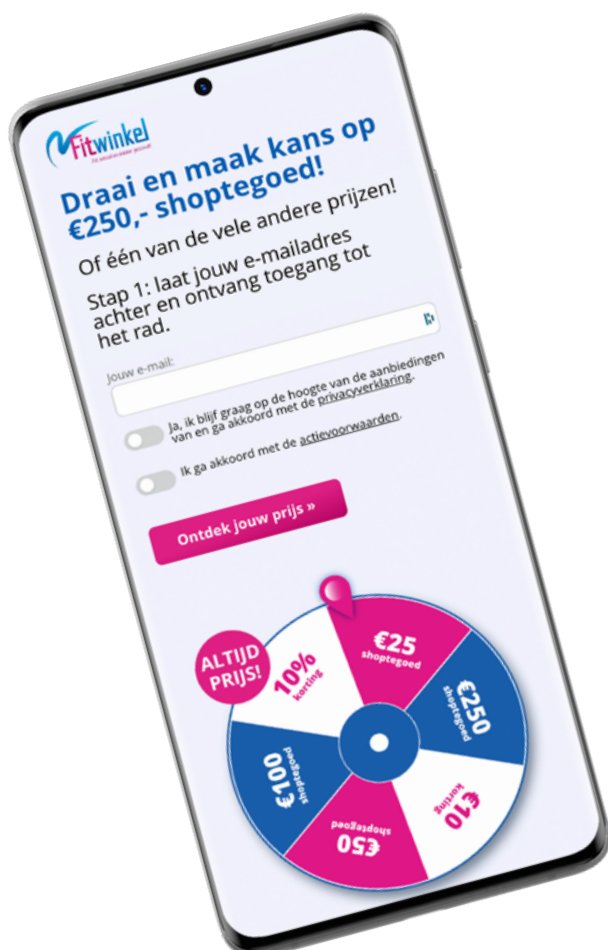 Fitwinkel
Draai en maak kans op
€250,- shoptegoed!
Of één van de vele andere prijzen!
Stap 1: laat jouw e-mailadres
achter en ontvang toegang tot
het rad.
Jouw e-mail:
Ja, ik blijf graag op de hoogte van de aanbiedingen
van en ga akkoord met de privacyverklaring.
Ik ga akkoord met de actievoorwaarden.
Ontdek jouw prijs »
ALTIJD
PRIJS!
10%
korting
€25
shoptegoed
€250
shoptegoed
€10
korting
€50
shoptegoed
€100
shoptegoed